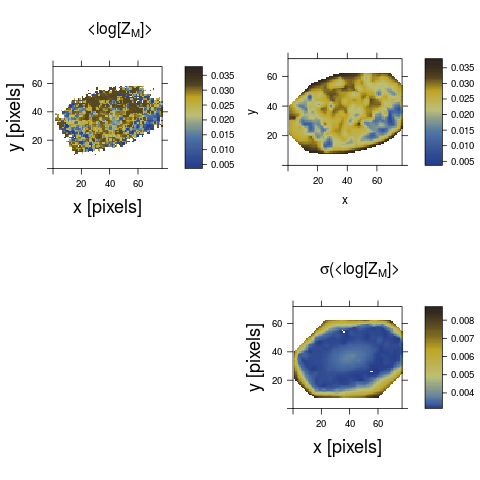 <log[Z_M]>
60
40
20
20 40 60
y [pixels]
x [pixels]
0.035
0.030
0.025
0.020
0.015
0.010
0.005
60
40
20
20 40 60
y
x
0.035
0.030
0.025
0.020
0.015
0.010
0.005
σ(<log[Z_M]>
60
40
20
20 40 60
y [pixels]
x [pixels]
0.008
0.007
0.006
0.005
0.004